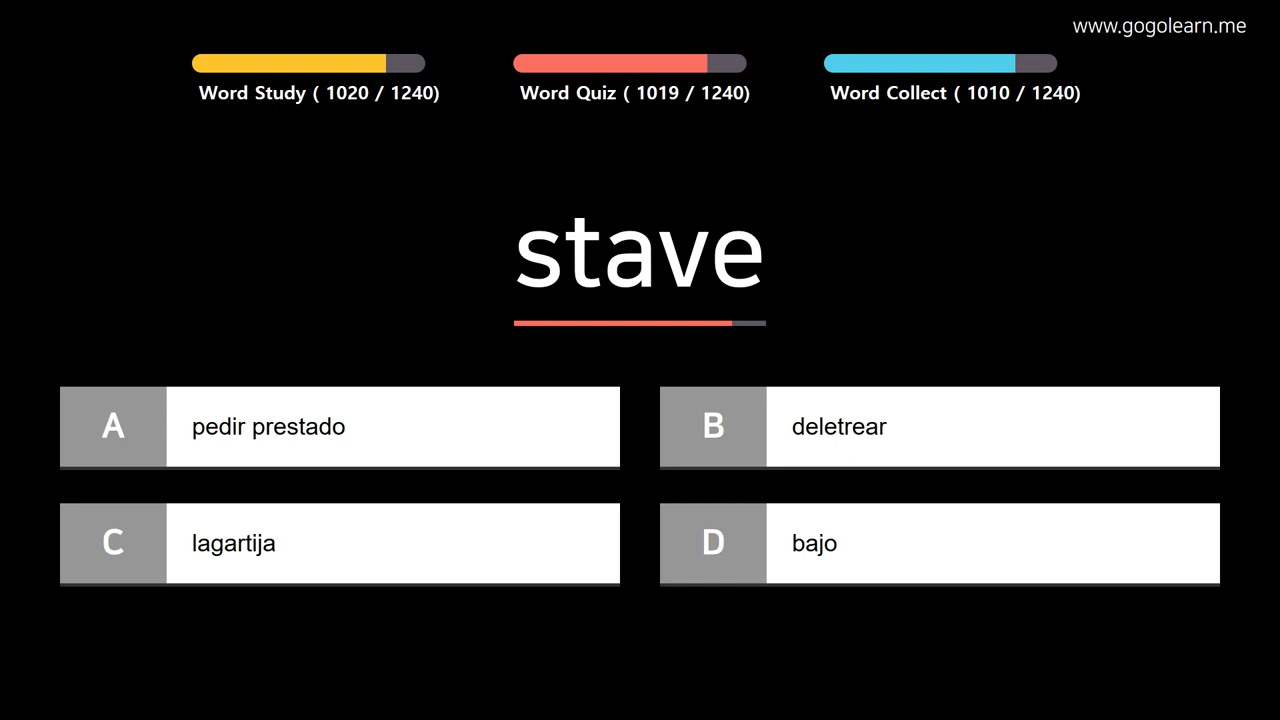 www.gogolearn.me
Word Study ( 1020 / 1240)
Word Quiz ( 1019 / 1240)
Word Collect ( 1010 / 1240)
stave
A pedir prestado
B deletrear
C lagartija
D bajo